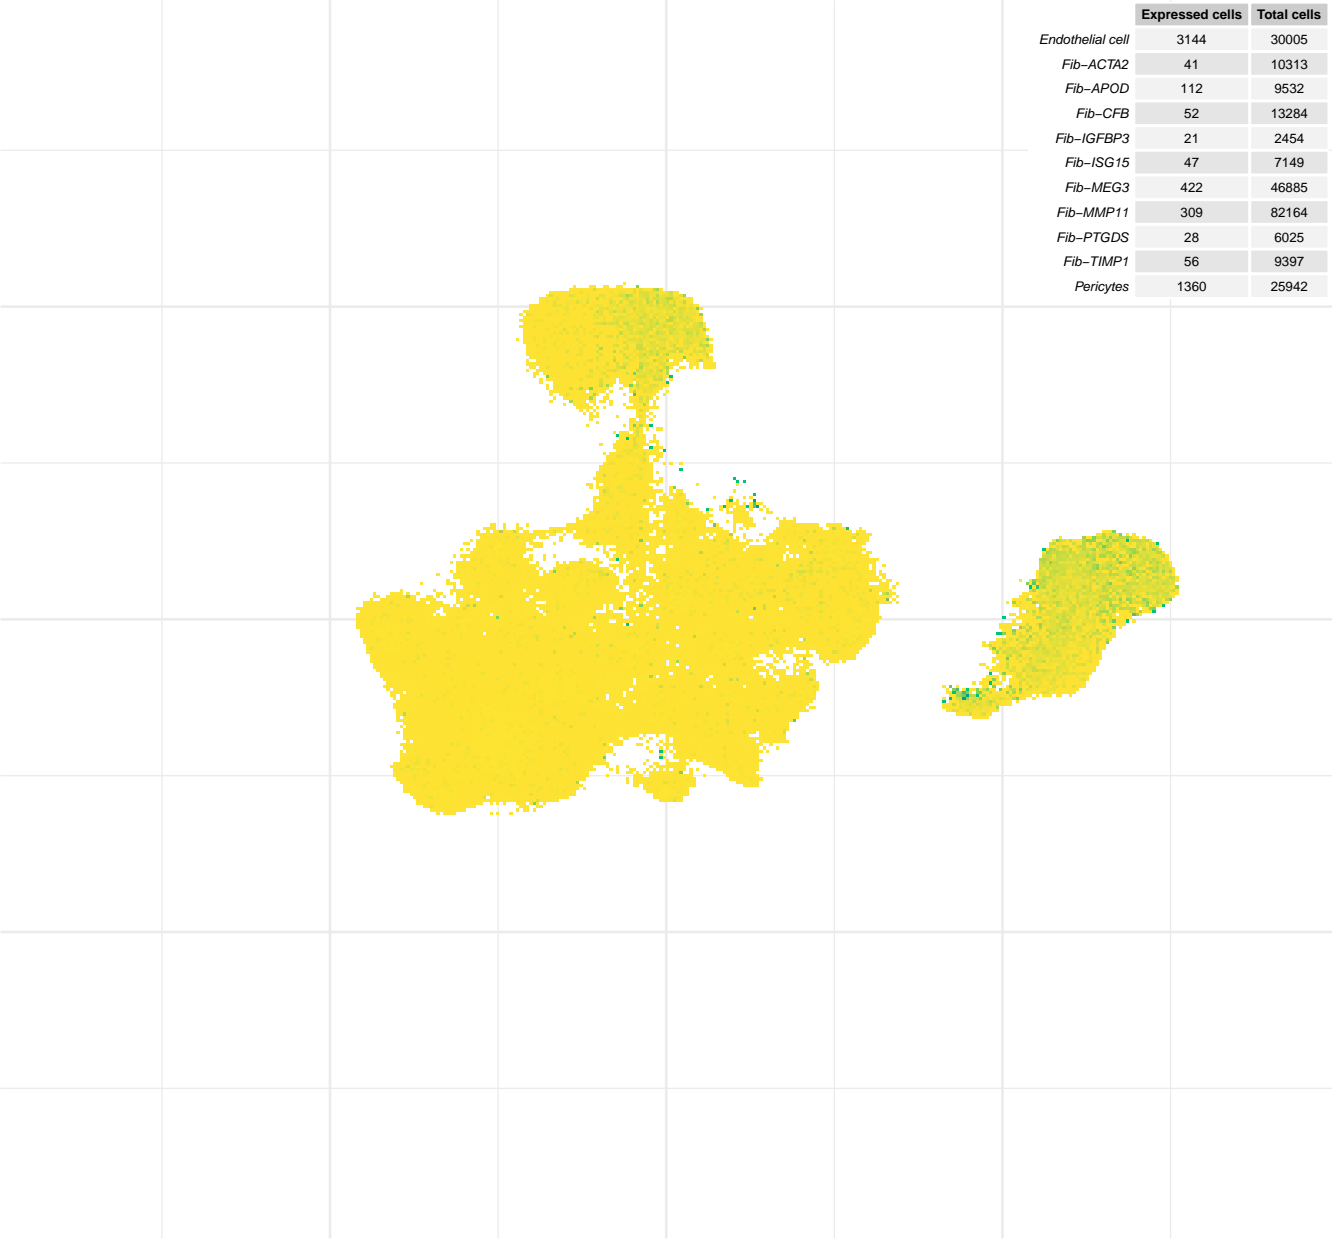 Expressed cells Total cells
Endothelial cell 3144 30005
Fib−ACTA2 41 10313
Fib−APOD 112 9532
Fib−CFB 52 13284
Fib−IGFBP3 21 2454
Fib−ISG15 47 7149
Fib−MEG3 422 46885
Fib−MMP11 309 82164
Fib−PTGDS 28 6025
Fib−TIMP1 56 9397
Pericytes 1360 25942